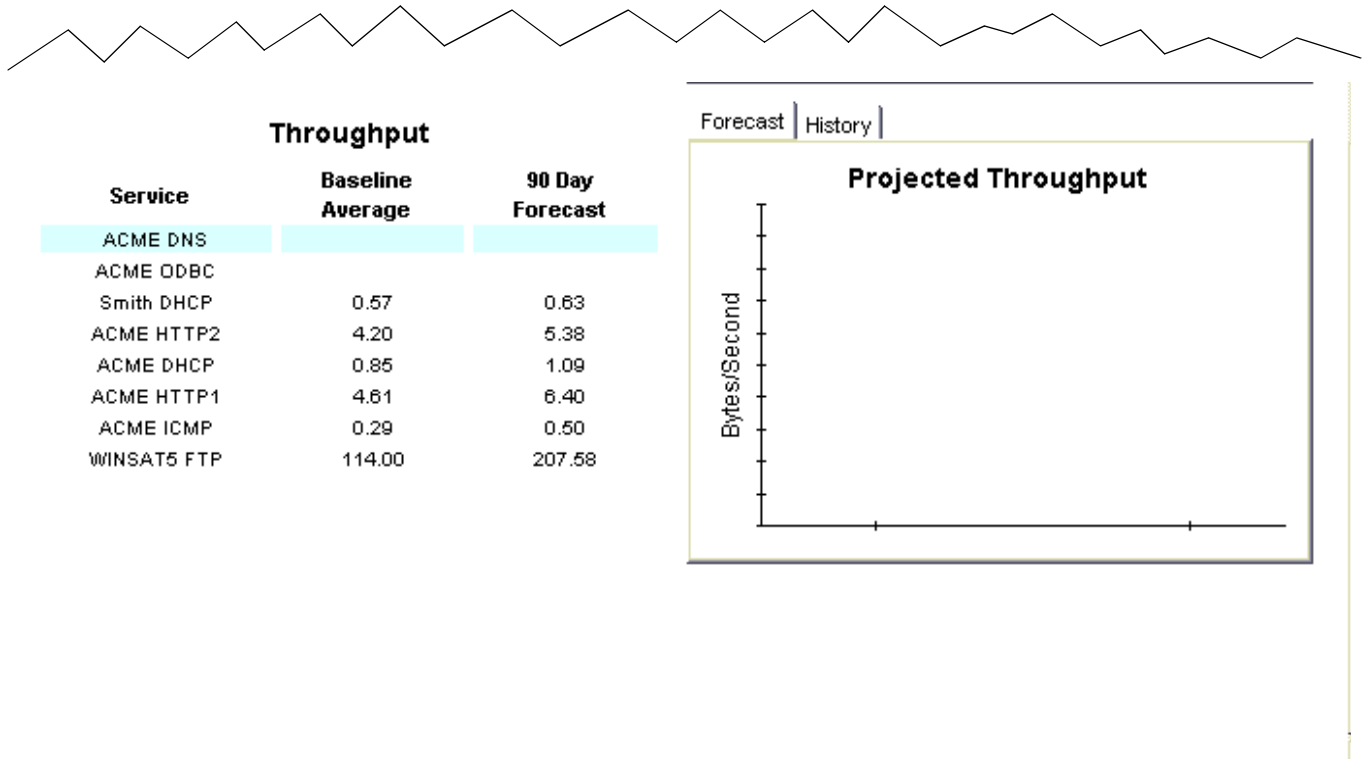 Throughput
Service Baseline Average 90 Day Forecast
ACME DNS
ACME ODBC
Smith DHCP 0.57 0.63
ACME HTTP2 4.20 5.38
ACME DHCP 0.85 1.09
ACME HTTP1 4.61 6.40
ACME ICMP 0.29 0.50
WINSAT5 FTP 114.00 207.58
Forecast History
Projected Throughput
Bytes/Second